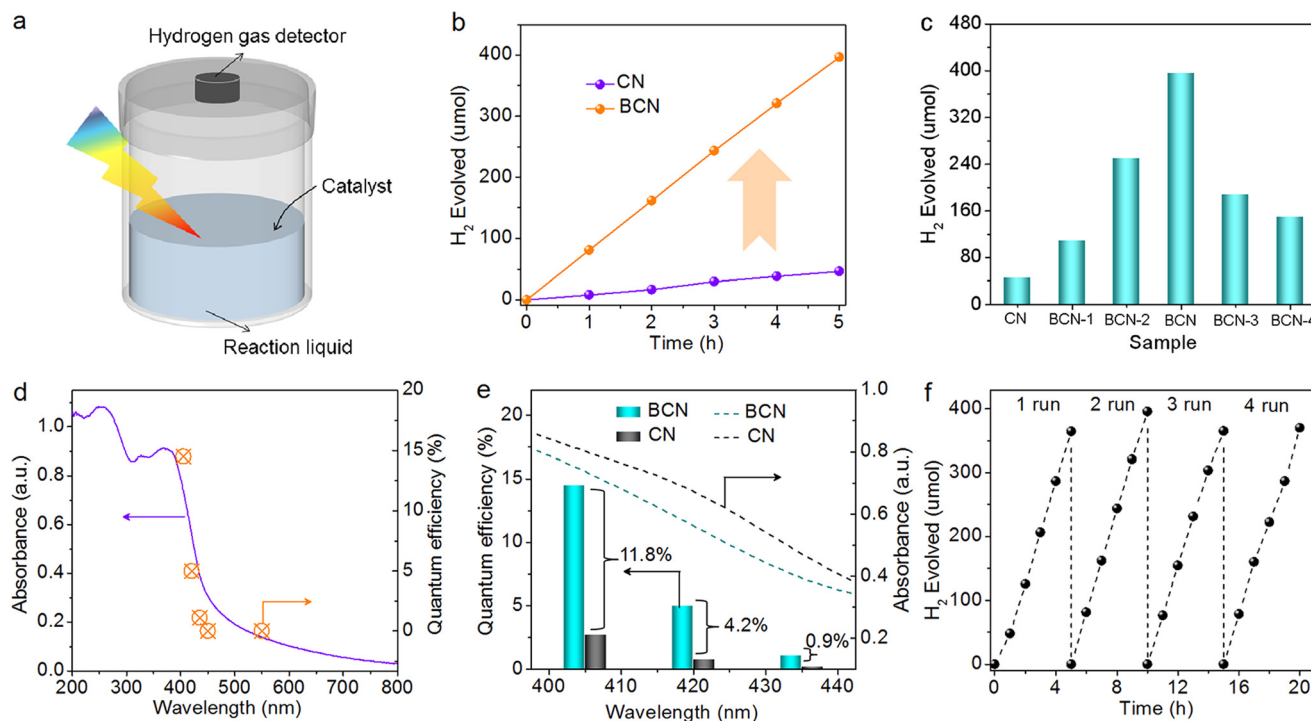 a
Hydrogen gas detector
Catalyst
Reaction liquid
b
H2 Evolved (umol)
400
300
200
100
0
CN
BCN
0 1 2 3 4 5
Time (h)
c
H2 Evolved (umol)
480
400
320
240
160
80
0
CN BCN-1 BCN-2 BCN BCN-3 BCN-4
Sample
d
Absorbance (a.u.)
1.0
0.8
0.6
0.4
0.2
0.0
20
15
10
5
0
Quantum efficiency (%)
200 300 400 500 600 700 800
Wavelength (nm)
e
Quantum efficiency (%)
20
15
10
5
0
BCN BCN
CN CN
11.8%
4.2%
0.9%
1.0
0.8
0.6
0.4
0.2
Absorbance (a.u.)
400 410 420 430 440
Wavelength (nm)
f
H2 Evolved (umol)
400
300
200
100
0
1 run 2 run 3 run 4 run
0 4 8 12 16 20
Time (h)